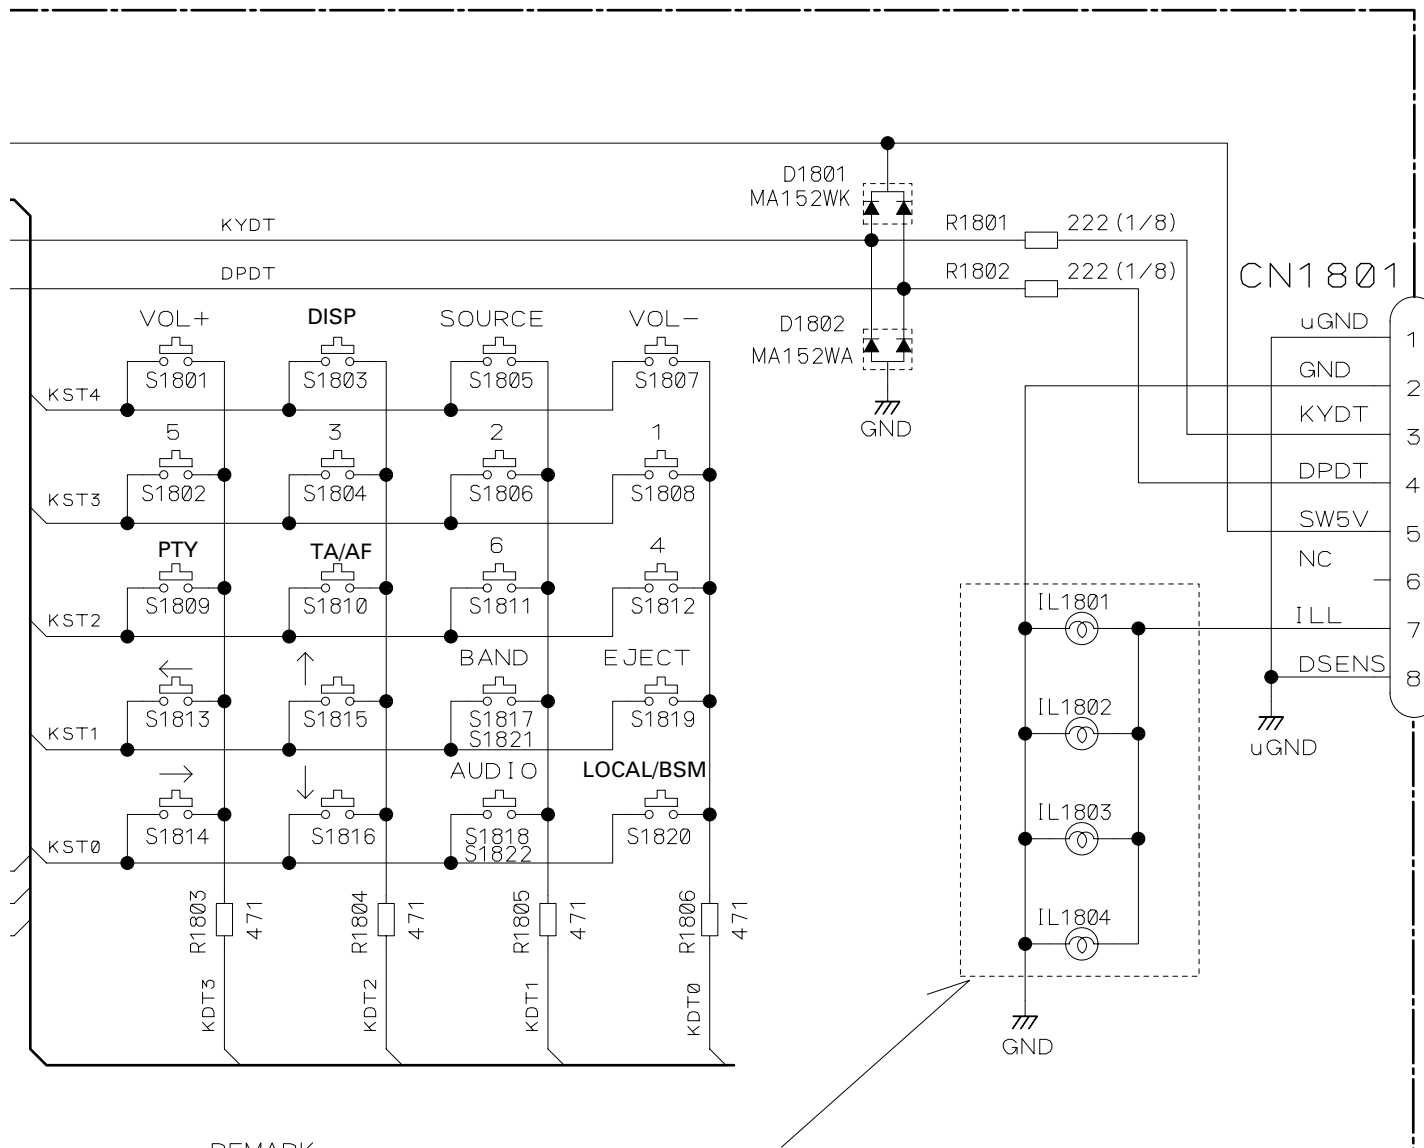 D1801
MA152WK
KYDT
R1801
222 (1/8)
DPDT
R1802
222 (1/8)
CN1801
VOL+
DISP
SOURCE
VOL-
D1802
MA152WA
uGND
1
S1801
S1803
S1805
S1807
GND
2
KST4
GND
KYDT
3
5
3
2
1
S1802
S1804
S1806
S1808
DPDT
4
KST3
SW5V
5
PTY
TA/AF
6
4
NC
6
S1809
S1810
S1811
S1812
IL1801
ILL
7
KST2
←
↑
BAND
EJECT
DSENS
8
S1813
S1815
S1817
S1819
S1821
IL1802
KST1
uGND
→
↓
AUDIO
LOCAL/BSM
S1814
S1816
S1818
S1820
S1822
IL1803
KST0
R1803
471
R1804
471
R1805
471
R1806
471
IL1804
KDT3
KDT2
KDT1
KDT0
GND